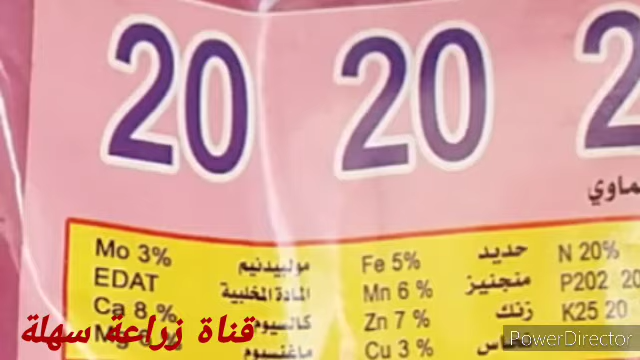 20 20 2
ماوي
Mo 3% موليبدنيم Fe 5% حديد N 20%
EDAT المادة المخلبية Mn 6 % منجنيز P202 20
Ca 8 % كالسيوم Zn 7 % زنك K25 20
ماغنسيوم Cu 3 %
قناة زراعة سهلة
PowerDirector